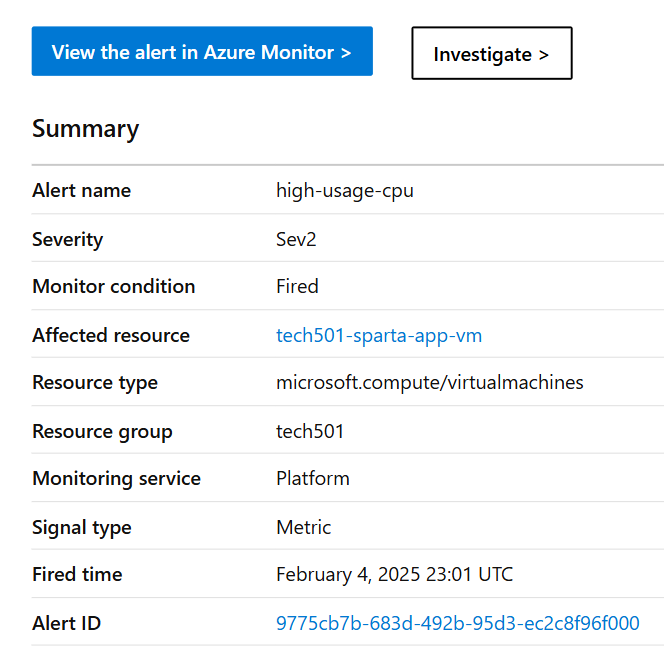 View the alert in Azure Monitor > Investigate >
Summary
Alert name high-usage-cpu
Severity Sev2
Monitor condition Fired
Affected resource tech501-sparta-app-vm
Resource type microsoft.compute/virtualmachines
Resource group tech501
Monitoring service Platform
Signal type Metric
Fired time February 4, 2025 23:01 UTC
Alert ID 9775cb7b-683d-492b-95d3-ec2c8f96f000